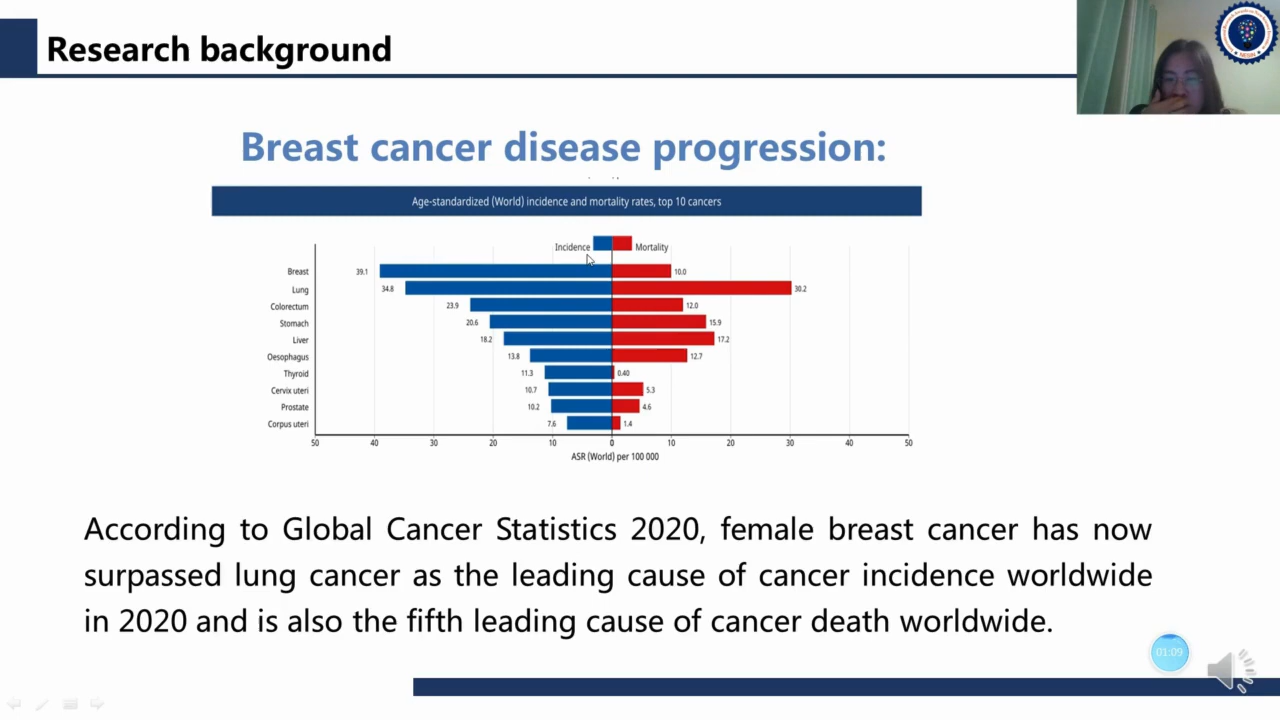 Research background
Breast cancer disease progression:
Age-standardized (World) incidence and mortality rates, top 10 cancers
Incidence Mortality
Breast 39.1 10.0
Lung 34.8 30.2
Colorectum 23.9 12.0
Stomach 20.6 15.9
Liver 18.2 17.2
Oesophagus 13.8 12.7
Thyroid 11.3 0.40
Cervix uteri 10.7 5.3
Prostate 10.2 4.6
Corpus uteri 7.6 1.4
50 40 30 20 10 0 10 20 30 40 50
ASR (World) per 100 000
According to Global Cancer Statistics 2020, female breast cancer has now
surpassed lung cancer as the leading cause of cancer incidence worldwide
in 2020 and is also the fifth leading cause of cancer death worldwide.
01:09